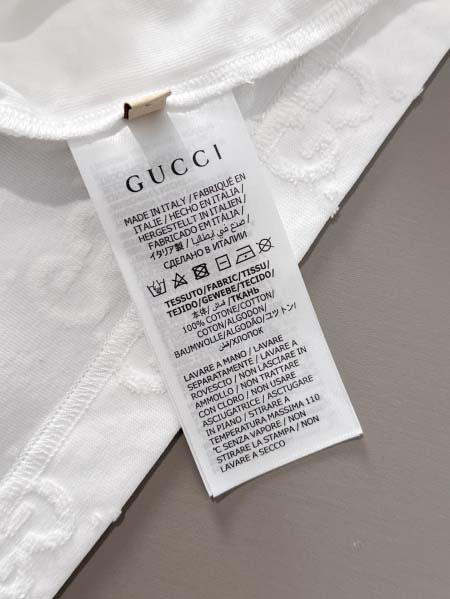 GUCCI
MADE IN ITALY / FABRIQUÉ EN
ITALIE / HECHO EN ITALIA /
HERGESTELLT IN ITALIEN /
FABRICADO EM ITALIA /
イタリア製 / صنع في إيطاليا /
СДЕЛАНО В ИТАЛИИ
TESSUTO/FABRIC/TISSU/
TEJIDO/GEWEBE/TECIDO/
本体/قماش/ТКАНЬ
100% COTONE/COTTON/
COTON/ALGODON/
BAUMWOLLE/ALGODÃO/コットン/
قطن/ХЛОПОК
LAVARE A MANO / LAVARE
SEPARATAMENTE / LAVARE A
ROVESCIO / NON LASCIARE IN
AMMOLLO / NON TRATTARE
CON CLORO / NON USARE
ASCIUGATRICE / ASCTUGARE
IN PIANO / STIRARE A
TEMPERATURA MASSIMA 110
°C SENZA VAPORE / NON
STIRARE LA STAMPA / NON
LAVARE A SECCO